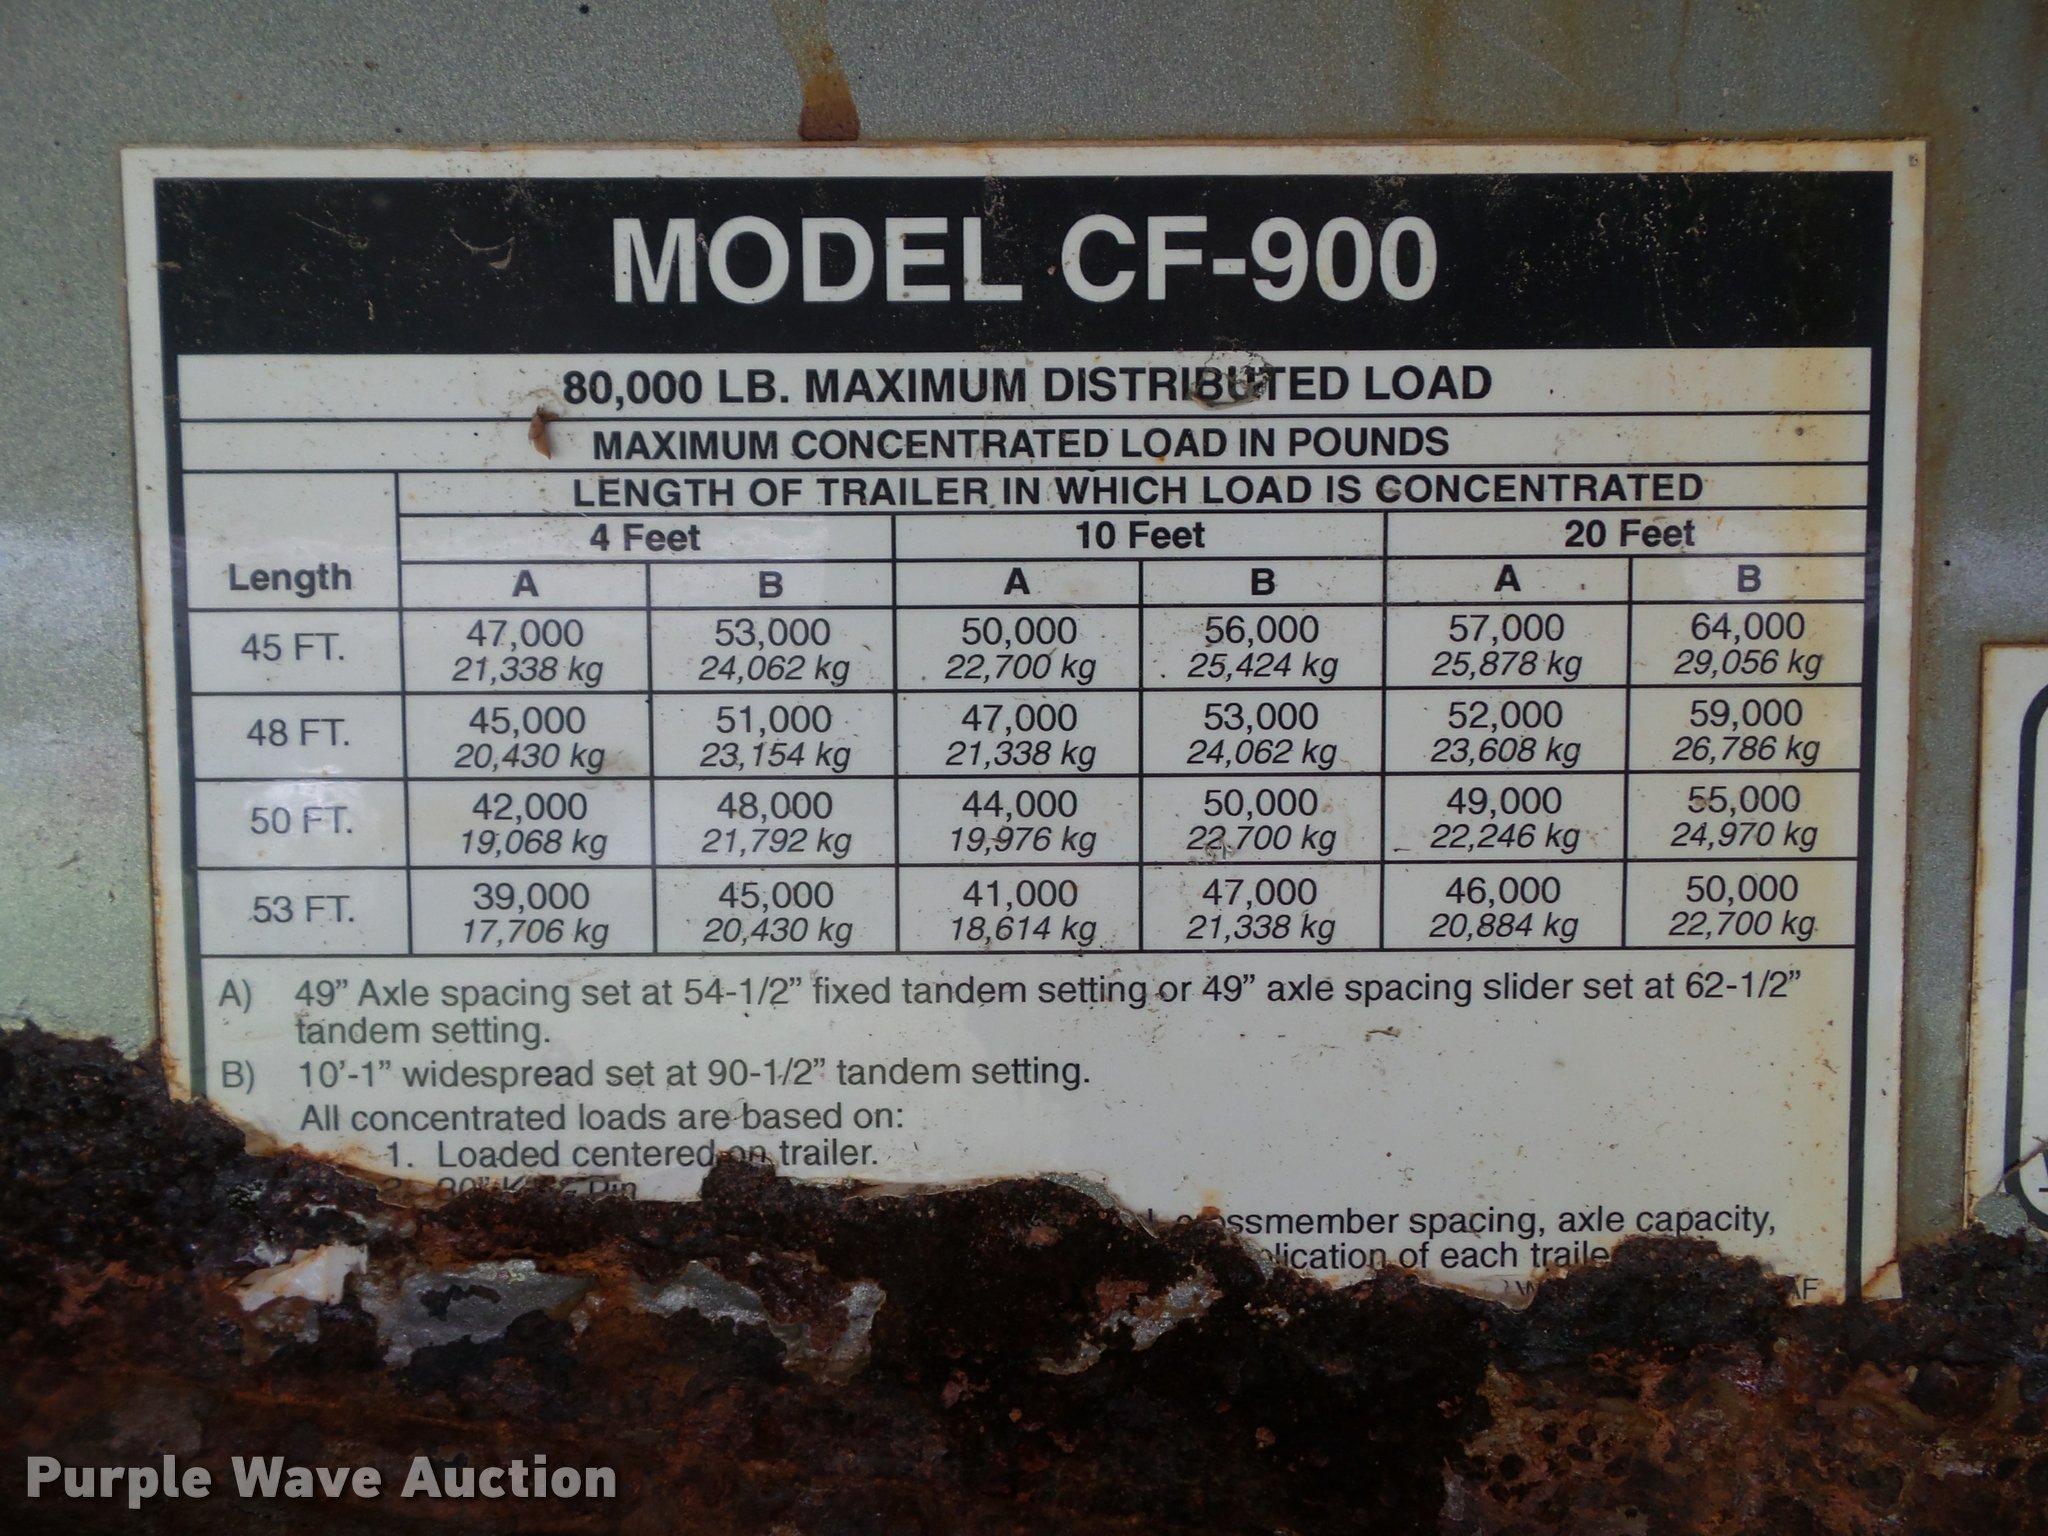 MODEL CF-900
80,000 LB. MAXIMUM DISTRIBUTED LOAD
MAXIMUM CONCENTRATED LOAD IN POUNDS
LENGTH OF TRAILER IN WHICH LOAD IS CONCENTRATED
4 Feet 10 Feet 20 Feet
Length A B A B A B
45 FT. 47,000 53,000 50,000 56,000 57,000 64,000
21,338 kg 24,062 kg 22,700 kg 25,424 kg 25,878 kg 29,056 kg
48 FT. 45,000 51,000 47,000 53,000 52,000 59,000
20,430 kg 23,154 kg 21,338 kg 24,062 kg 23,608 kg 26,786 kg
50 FT. 42,000 48,000 44,000 50,000 49,000 55,000
19,068 kg 21,792 kg 19,976 kg 22,700 kg 22,246 kg 24,970 kg
53 FT. 39,000 45,000 41,000 47,000 46,000 50,000
17,706 kg 20,430 kg 18,614 kg 21,338 kg 20,884 kg 22,700 kg
A) 49” Axle spacing set at 54-1/2” fixed tandem setting or 49” axle spacing slider set at 62-1/2”
tandem setting.
B) 10’-1” widespread set at 90-1/2” tandem setting.
All concentrated loads are based on:
1. Loaded centered on trailer.
Pin
spacing, axle capacity,
of each
Purple Wave Auction